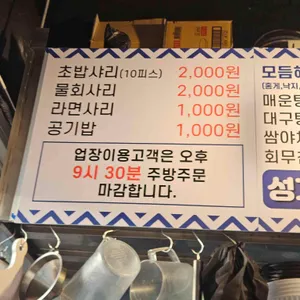 초밥샤리(10피스) 2,000원
물회사리 2,000원
라면사리 1,000원
공기밥 1,000원
업장이용고객은 오후
9시 30분 주방주문
마감합니다.
모듬해
매운탕
대구탕
쌈야차
회무침